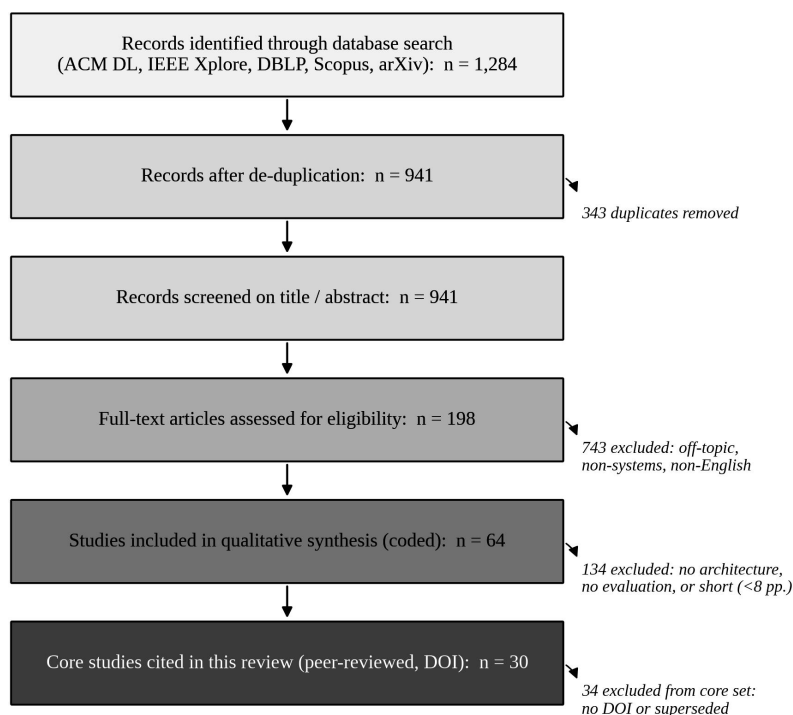 Records identified through database search
(ACM DL, IEEE Xplore, DBLP, Scopus, arXiv):  n = 1,284
Records after de-duplication:  n = 941
343 duplicates removed
Records screened on title / abstract:  n = 941
Full-text articles assessed for eligibility:  n = 198
743 excluded: off-topic,
non-systems, non-English
Studies included in qualitative synthesis (coded):  n = 64
134 excluded: no architecture,
no evaluation, or short (<8 pp.)
Core studies cited in this review (peer-reviewed, DOI):  n = 30
34 excluded from core set:
no DOI or superseded